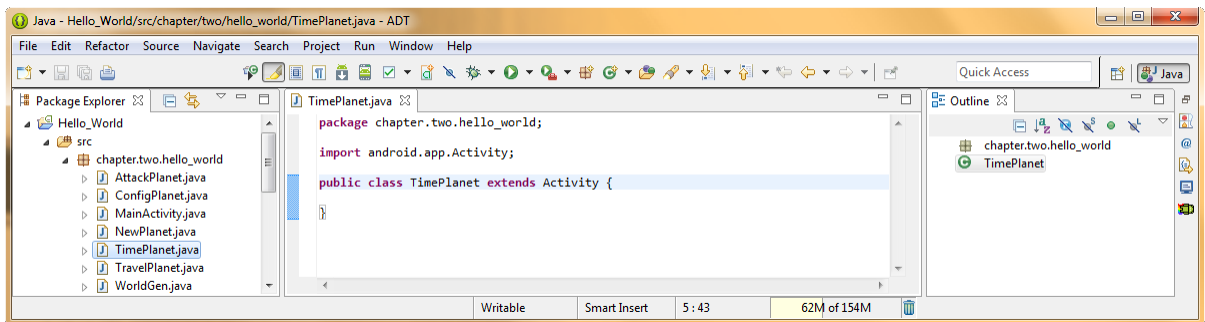 Java - Hello_World/src/chapter/two/hello_world/TimePlanet.java - ADT
File Edit Refactor Source Navigate Search Project Run Window Help
Quick Access
Java
Package Explorer
Hello_World
src
chapter.two.hello_world
AttackPlanet.java
ConfigPlanet.java
MainActivity.java
NewPlanet.java
TimePlanet.java
TravelPlanet.java
WorldGen.java
TimePlanet.java
package chapter.two.hello_world;
import android.app.Activity;
public class TimePlanet extends Activity {
}
Outline
chapter.two.hello_world
TimePlanet
Writable Smart Insert 5 : 43 62M of 154M